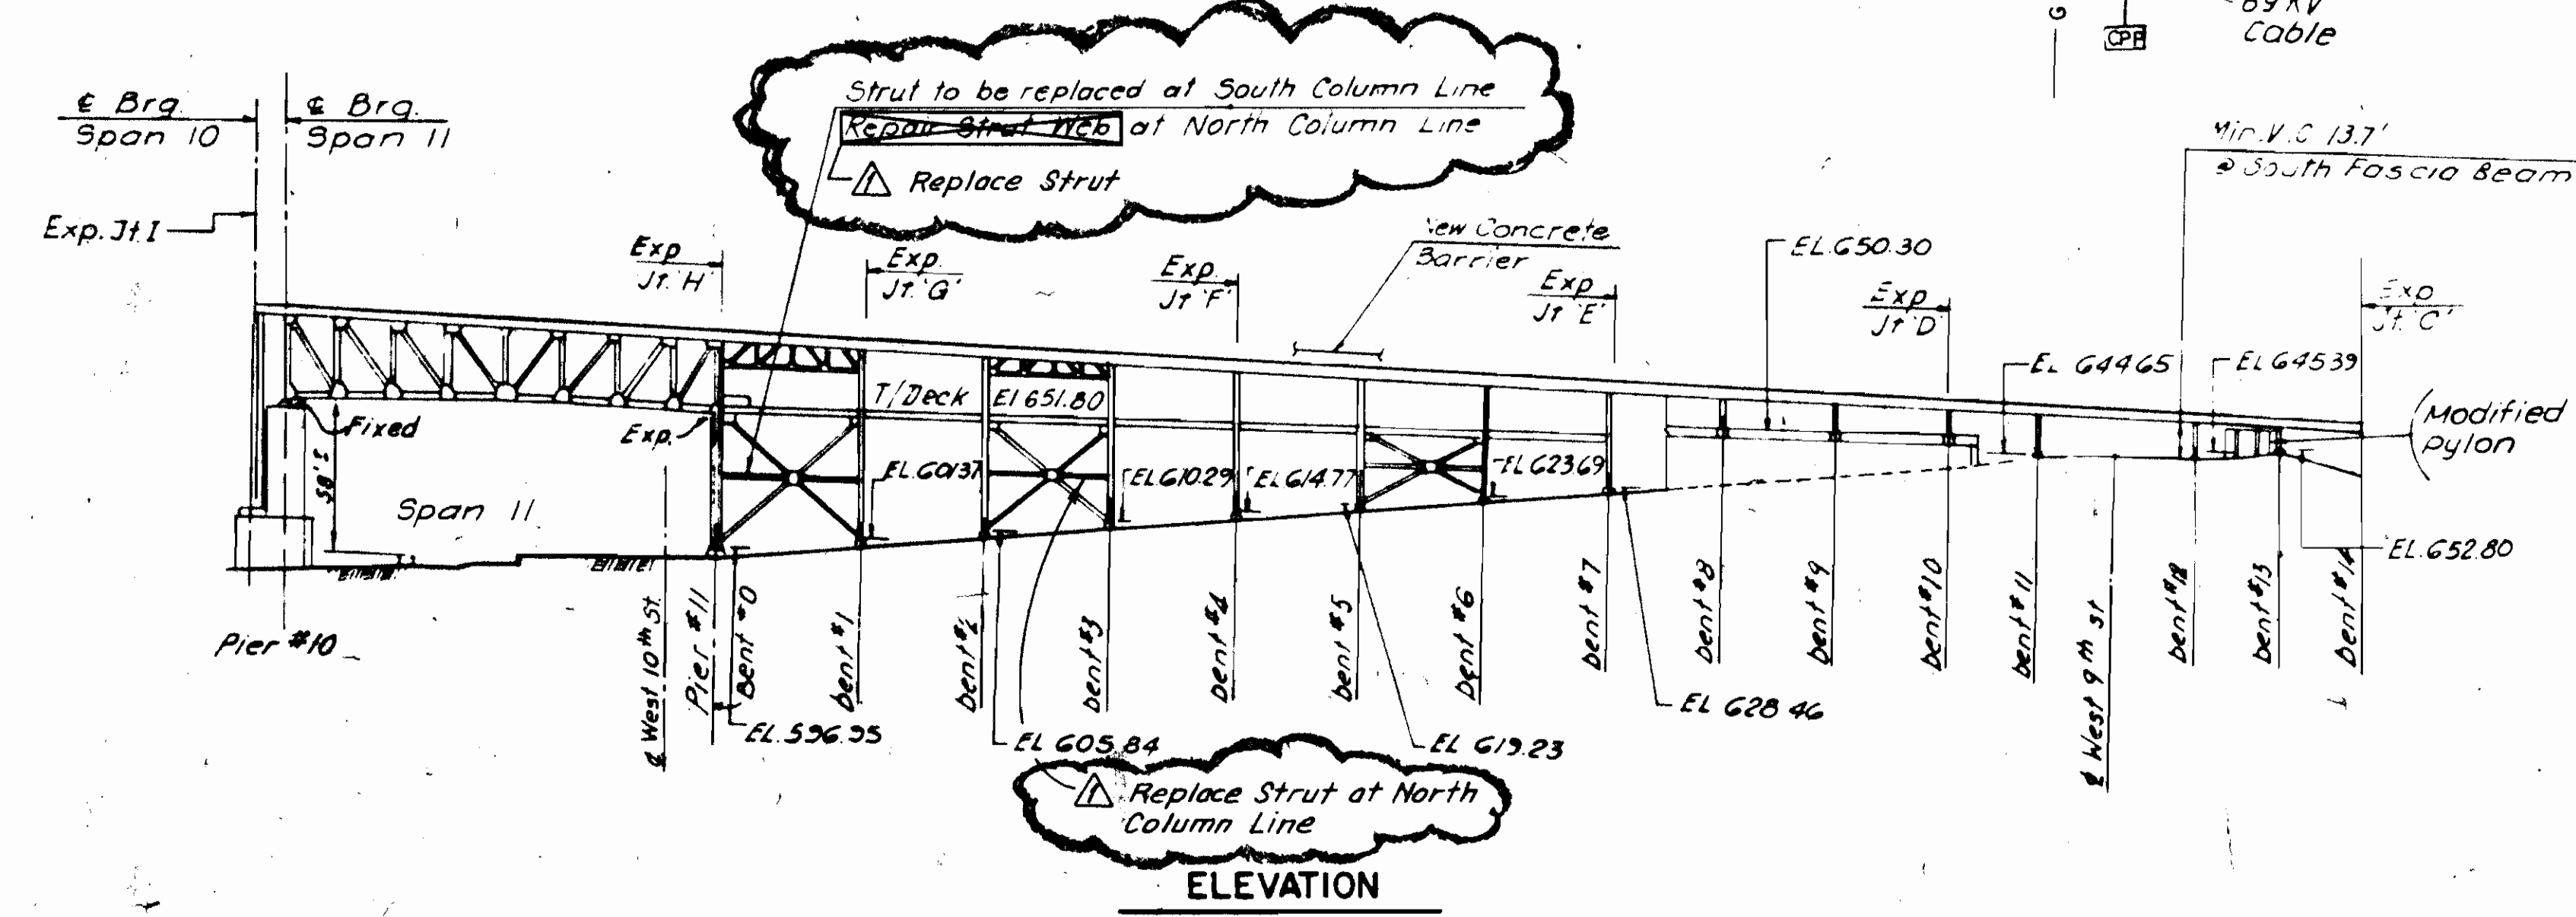 69 KV
Cable
G
CPP
Strut to be replaced at South Column Line
Repair Strut Web at North Column Line
1 Replace Strut
℄ Brg.
Span 10
℄ Brg.
Span 11
Min. V.C 13.7'
@ South Fascia Beam
Exp. Jt. I
Exp
Jt. 'H'
Exp.
Jt. 'G'
Exp.
Jt 'F'
New Concrete
Barrier
Exp
Jt 'E'
EL.650.30
Exp
Jt 'D'
Exp
Jt. 'C'
EL 644.65
EL 645.39
T/Deck El 651.80
Fixed
Exp.
Modified
Pylon
Span 11
EL.601.37
EL.610.29
EL.614.77
EL.623.69
EL.652.80
Pier #10
℄ West 10th St.
Pier #11
Bent #0
bent #1
bent #2
bent #3
bent #4
bent #5
bent #6
bent #7
bent #8
bent #9
bent #10
bent #11
℄ West 9th st
bent #12
bent #13
bent #14
EL.596.95
EL 605.84
EL 619.23
EL 628.46
1 Replace Strut at North
Column Line
ELEVATION